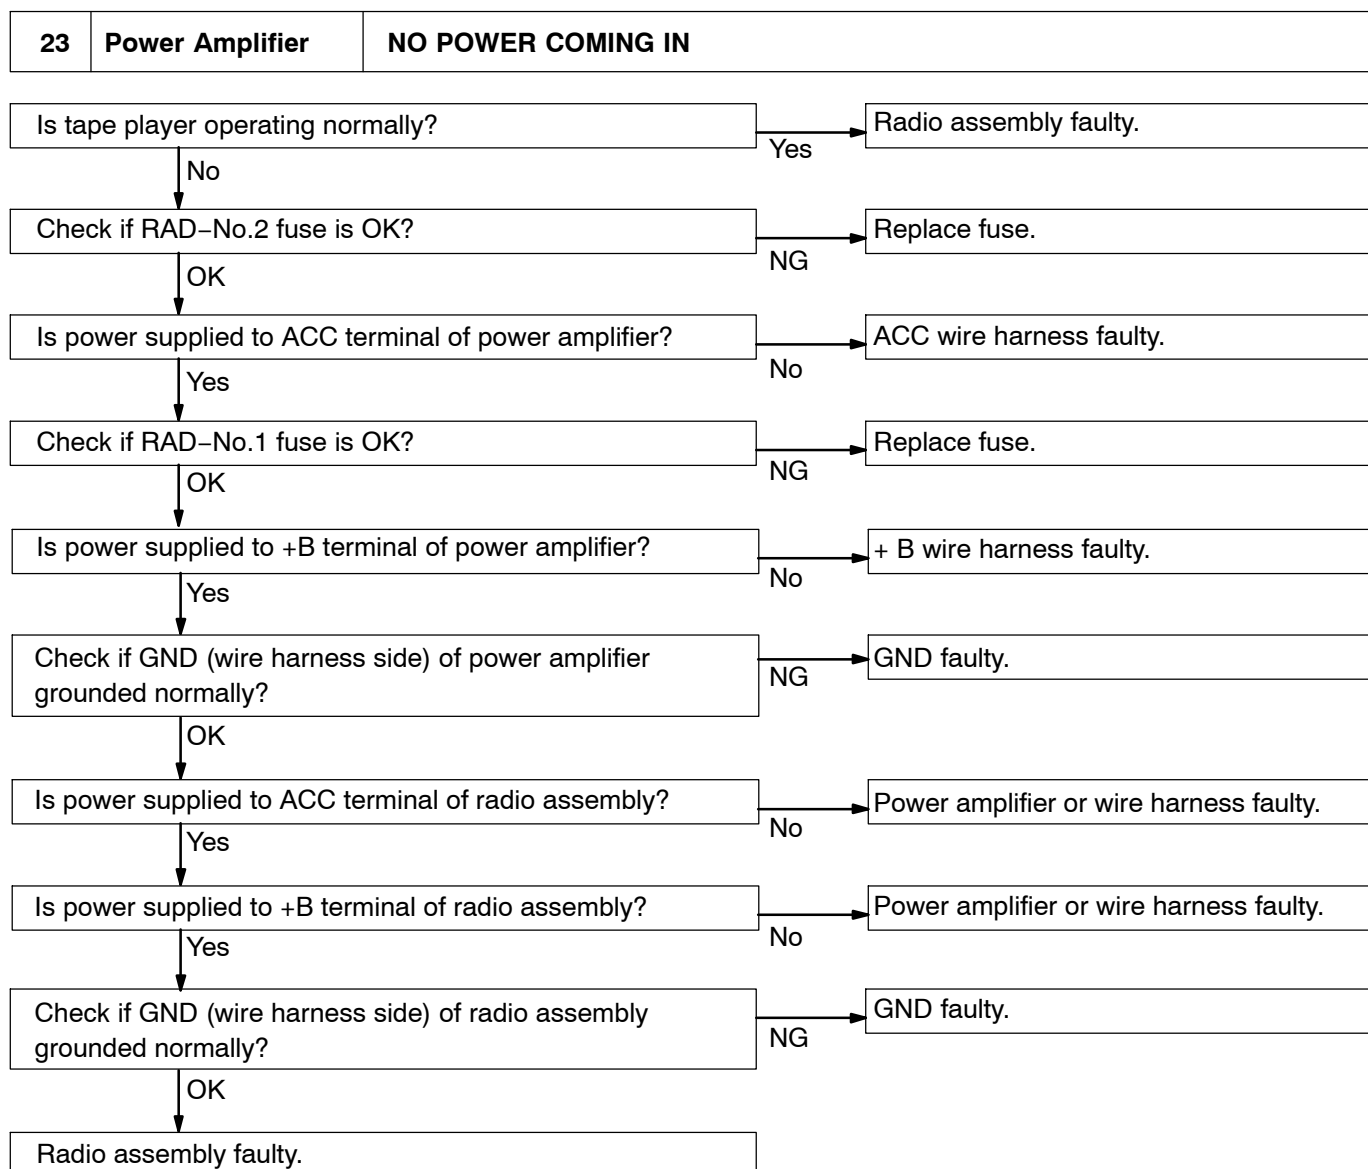 23 Power Amplifier NO POWER COMING IN
Is tape player operating normally?
Yes
Radio assembly faulty.
No
Check if RAD−No.2 fuse is OK?
NG
Replace fuse.
OK
Is power supplied to ACC terminal of power amplifier?
No
ACC wire harness faulty.
Yes
Check if RAD−No.1 fuse is OK?
NG
Replace fuse.
OK
Is power supplied to +B terminal of power amplifier?
No
+ B wire harness faulty.
Yes
Check if GND (wire harness side) of power amplifier
grounded normally?
NG
GND faulty.
OK
Is power supplied to ACC terminal of radio assembly?
No
Power amplifier or wire harness faulty.
Yes
Is power supplied to +B terminal of radio assembly?
No
Power amplifier or wire harness faulty.
Yes
Check if GND (wire harness side) of radio assembly
grounded normally?
NG
GND faulty.
OK
Radio assembly faulty.